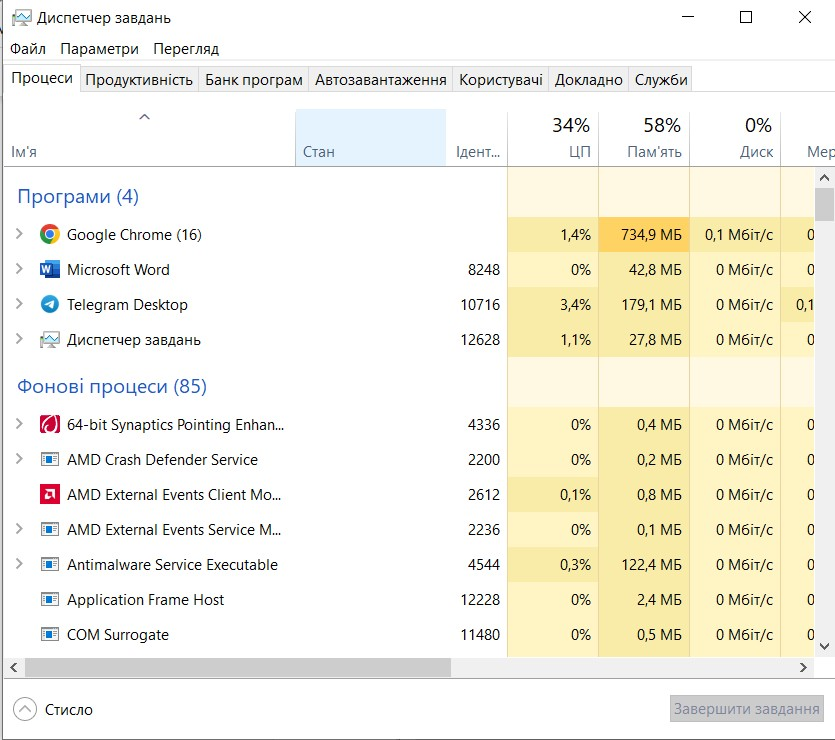 Диспетчер завдань
Файл Параметри Перегляд
Процеси Продуктивність Банк програм Автозавантаження Користувачі Докладно Служби
34% 58% 0%
Ім'я Стан Ідент... ЦП Пам'ять Диск Мер
Програми (4)
Google Chrome (16) 1,4% 734,9 МБ 0,1 Мбіт/с 0
Microsoft Word 8248 0% 42,8 МБ 0 Мбіт/с 0
Telegram Desktop 10716 3,4% 179,1 МБ 0 Мбіт/с 0,1
Диспетчер завдань 12628 1,1% 27,8 МБ 0 Мбіт/с 0
Фонові процеси (85)
64-bit Synaptics Pointing Enhan... 4336 0% 0,4 МБ 0 Мбіт/с 0
AMD Crash Defender Service 2200 0% 0,2 МБ 0 Мбіт/с 0
AMD External Events Client Mo... 2612 0,1% 0,8 МБ 0 Мбіт/с 0
AMD External Events Service M... 2236 0% 0,1 МБ 0 Мбіт/с 0
Antimalware Service Executable 4544 0,3% 122,4 МБ 0 Мбіт/с 0
Application Frame Host 12228 0% 2,4 МБ 0 Мбіт/с 0
COM Surrogate 11480 0% 0,5 МБ 0 Мбіт/с 0
Стисло Завершити завдання